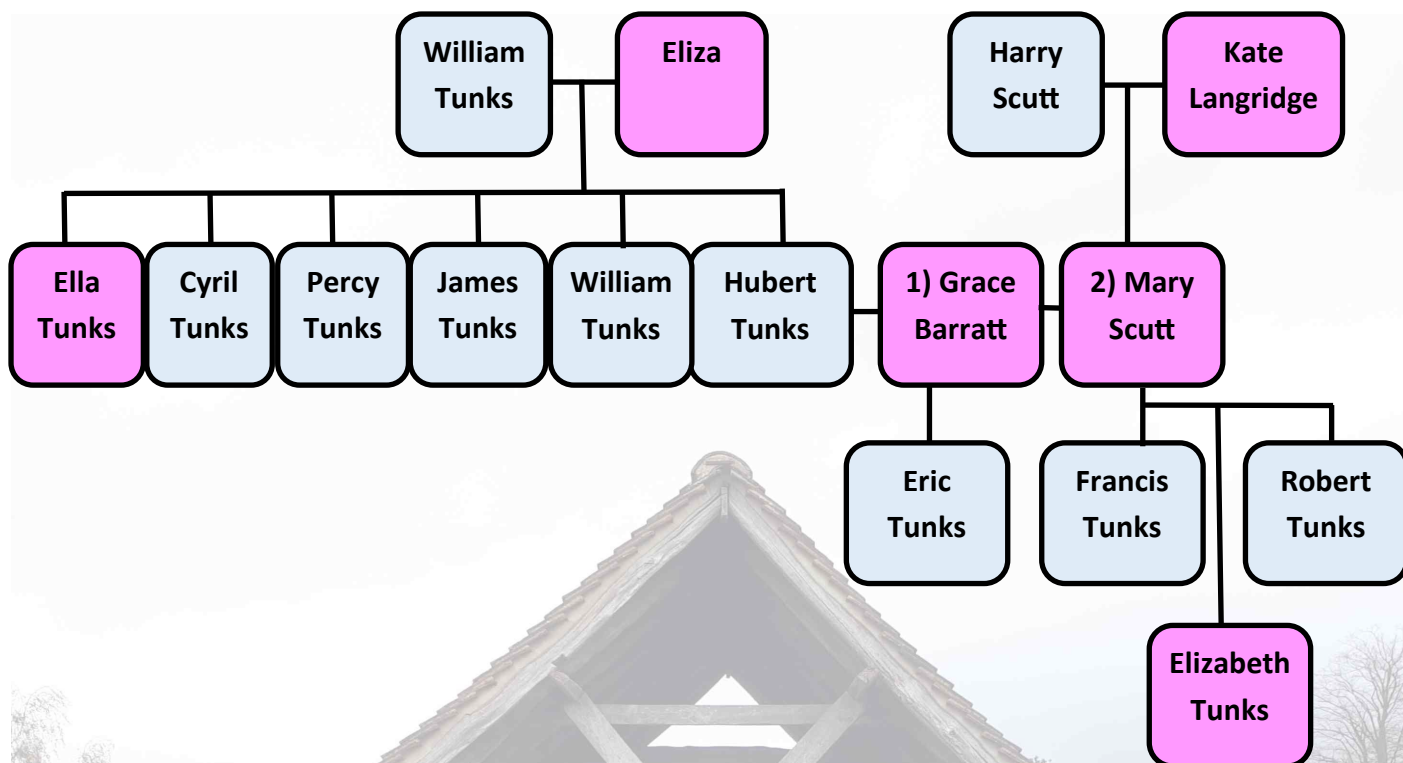 William
Tunks
Eliza
Harry
Scutt
Kate
Langridge
Ella
Tunks
Cyril
Tunks
Percy
Tunks
James
Tunks
William
Tunks
Hubert
Tunks
1) Grace
Barratt
2) Mary
Scutt
Eric
Tunks
Francis
Tunks
Robert
Tunks
Elizabeth
Tunks